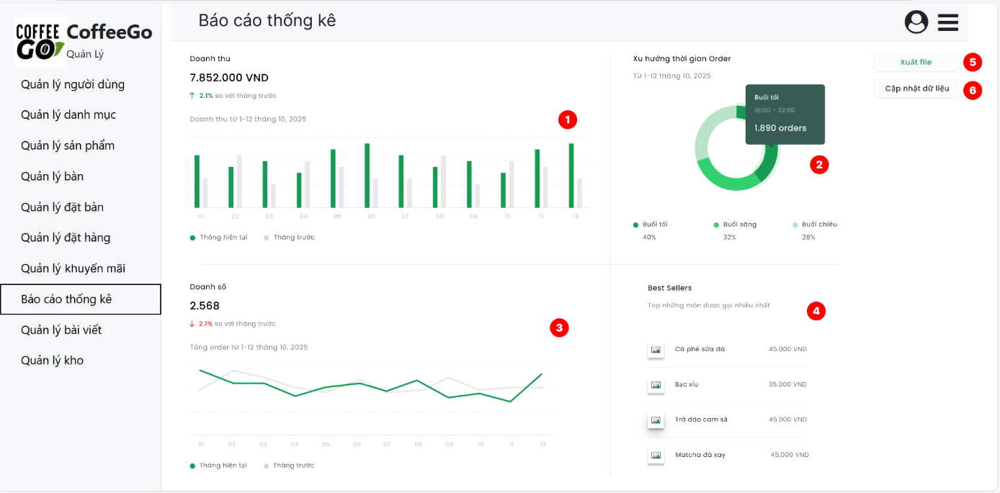 COFFEE
GO
CoffeeGo
Quản Lý
Quản lý người dùng
Quản lý danh mục
Quản lý sản phẩm
Quản lý bàn
Quản lý đặt bàn
Quản lý đặt hàng
Quản lý khuyến mãi
Báo cáo thống kê
Quản lý bài viết
Quản lý kho
Báo cáo thống kê
Doanh thu
7.852.000 VND
↑ 2.1% so với tháng trước
Doanh thu từ 1-12 tháng 10, 2025
1
01 02 03 04 05 06 07 08 09 10 11 12
Tháng hiện tại Tháng trước
Xu hướng thời gian Order
Từ 1-12 tháng 10, 2025
Buổi tối
18:00 - 22:00
1.890 orders
2
Buổi tối Buổi sáng Buổi chiều
40% 32% 28%
Xuất file
5
Cập nhật dữ liệu
6
Doanh số
2.568
↓ 2.1% so với tháng trước
Tổng order từ 1-12 tháng 10, 2025
3
01 02 03 04 05 06 07 08 09 10 11 12
Tháng hiện tại Tháng trước
Best Sellers
Top những món được gọi nhiều nhất
4
Cà phê sữa đá 45.000 VND
Bạc xỉu 35.000 VND
Trà đào cam sả 45.000 VND
Matcha đá xay 45.000 VND